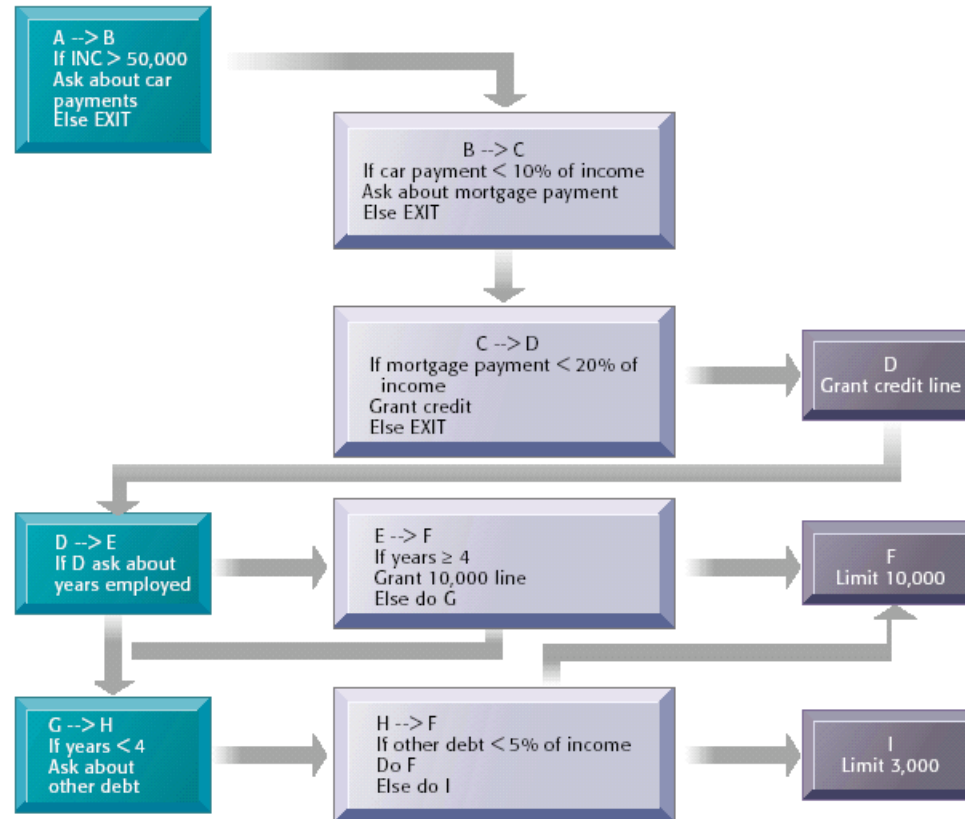 A --> B
If INC > 50,000
Ask about car
payments
Else EXIT
B --> C
If car payment < 10% of income
Ask about mortgage payment
Else EXIT
C --> D
If mortgage payment < 20% of
income
Grant credit
Else EXIT
D
Grant credit line
D --> E
If D ask about
years employed
E --> F
If years ≥ 4
Grant 10,000 line
Else do G
F
Limit 10,000
G --> H
If years < 4
Ask about
other debt
H --> F
If other debt < 5% of income
Do F
Else do I
I
Limit 3,000